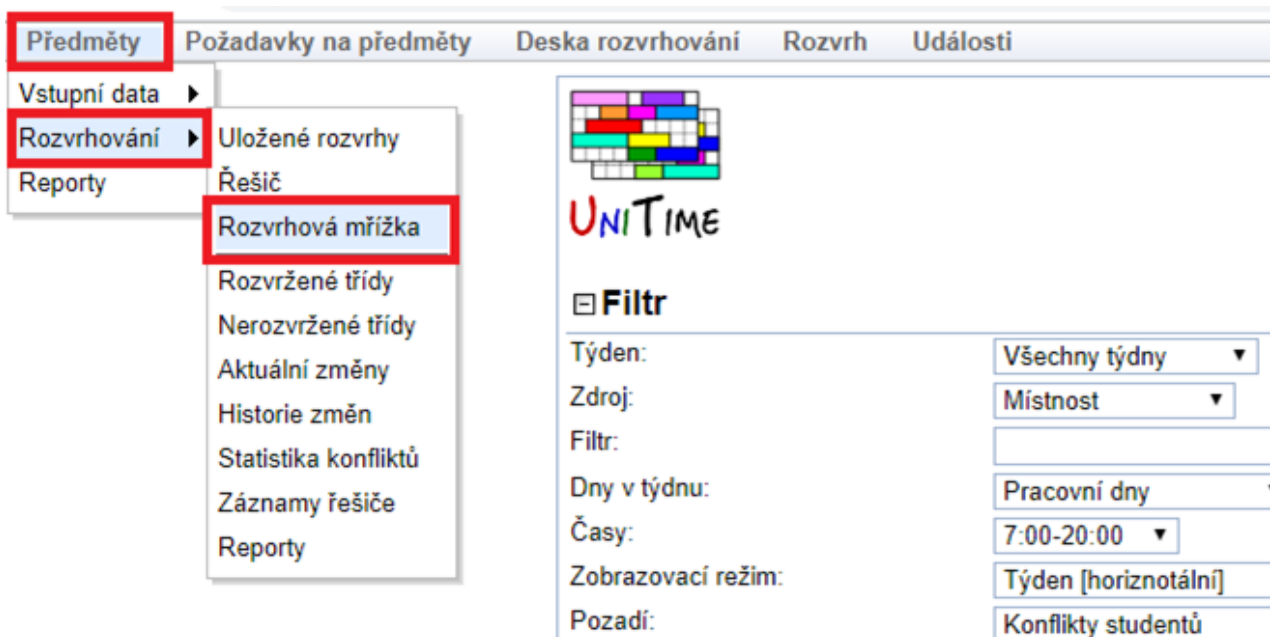 Předměty Požadavky na předměty Deska rozvrhování Rozvrh Události
Vstupní data
Rozvrhování
Reporty
Uložené rozvrhy
Řešič
Rozvrhová mřížka
Rozvržené třídy
Nerozvržené třídy
Aktuální změny
Historie změn
Statistika konfliktů
Záznamy řešiče
Reporty
UNITIME
Filtr
Týden: Všechny týdny
Zdroj: Místnost
Filtr:
Dny v týdnu: Pracovní dny
Časy: 7:00-20:00
Zobrazovací režim: Týden [horiznotální]
Pozadí: Konflikty studentů